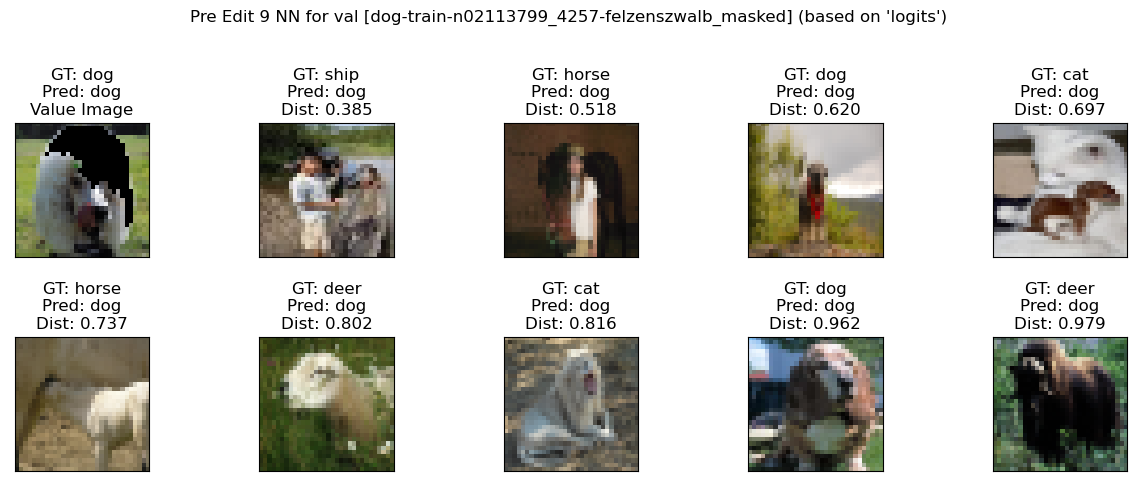 Pre Edit 9 NN for val [dog-train-n02113799_4257-felzenszwalb_masked] (based on 'logits')
GT: dog
Pred: dog
Value Image
GT: ship
Pred: dog
Dist: 0.385
GT: horse
Pred: dog
Dist: 0.518
GT: dog
Pred: dog
Dist: 0.620
GT: cat
Pred: dog
Dist: 0.697
GT: horse
Pred: dog
Dist: 0.737
GT: deer
Pred: dog
Dist: 0.802
GT: cat
Pred: dog
Dist: 0.816
GT: dog
Pred: dog
Dist: 0.962
GT: deer
Pred: dog
Dist: 0.979